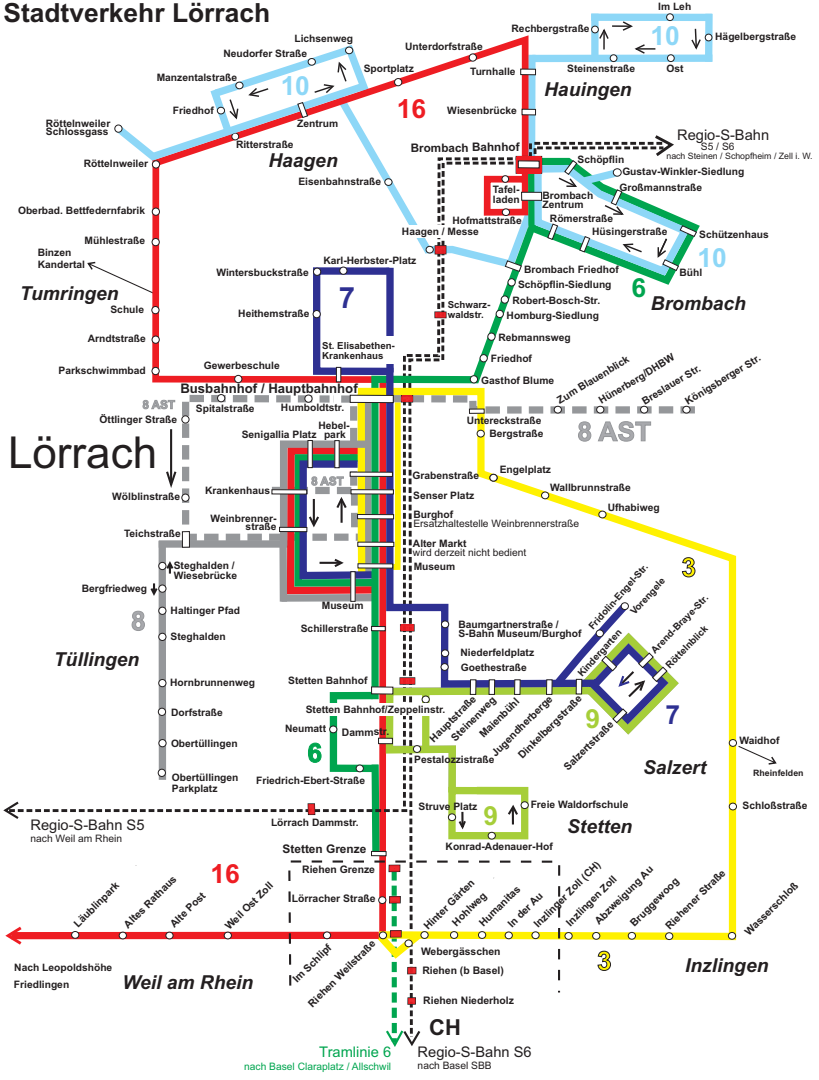 Stadtverkehr Lörrach
Im Leh
Rechbergstraße
Hägelbergstraße
10
Steinenstraße
Ost
Hauingen
Lichsenweg
Neudorfer Straße
Unterdorfstraße
Turnhalle
Sportplatz
Manzentalstraße
10
16
Friedhof
Zentrum
Wiesenbrücke
Röttelnweiler
Schlossgass
Ritterstraße
Haagen
Brombach Bahnhof
Regio-S-Bahn
S5 / S6
nach Steinen / Schopfheim / Zell i. W.
Röttelnweiler
Eisenbahnstraße
Schöpflin
Gustav-Winkler-Siedlung
Großmannstraße
Tafel-
laden
Brombach
Zentrum
Oberbad. Bettfedernfabrik
Hofmattstraße
Römerstraße
Hüsingerstraße
Schützenhaus
Mühlestraße
Haagen / Messe
10
Binzen
Kandertal
Karl-Herbster-Platz
Wintersbuckstraße
Brombach Friedhof
Bühl
Tumringen
7
Schöpflin-Siedlung
6
Brombach
Schule
Heithemstraße
Schwarz-
waldstr.
Robert-Bosch-Str.
Homburg-Siedlung
Arndtstraße
St. Elisabethen-
Krankenhaus
Rebmannsweg
Parkschwimmbad
Gewerbeschule
Friedhof
Busbahnhof / Hauptbahnhof
Gasthof Blume
Zum Blauenblick
Hünerberg/DHBW
Breslauer Str.
Königsberger Str.
8 AST
Spitalstraße
Humboldtstr.
Öttlinger Straße
Untereckstraße
Bergstraße
8 AST
Senigallia Platz
Hebel-
park
Lörrach
8 AST
Grabenstraße
Engelplatz
Krankenhaus
Wölblinstraße
Senser Platz
Wallbrunnstraße
Weinbrenner-
straße
Burghof
Ersatzhaltestelle Weinbrennerstraße
Ufhabiweg
Teichstraße
Alter Markt
wird derzeit nicht bedient
Steghalden /
Wiesebrücke
Museum
3
Bergfriedweg
Museum
Haltinger Pfad
8
Steghalden
Schillerstraße
Baumgartnerstraße /
S-Bahn Museum/Burghof
Fridolin-Engel-Str.
Vorengele
Tüllingen
Niederfeldplatz
Goethestraße
Kindergarten
Arend-Braye-Str.
Röttelnblick
Hornbrunnenweg
Stetten Bahnhof
Dorfstraße
Stetten Bahnhof/Zeppelinstr.
Hauptstraße
Steinenweg
Maienbühl
Jugendherberge
Dinkelbergstraße
9
7
Salzertstraße
Neumatt
Dammstr.
Obertüllingen
6
Pestalozzistraße
Waidhof
Salzert
Rheinfelden
Obertüllingen
Parkplatz
Friedrich-Ebert-Straße
Struve Platz
Freie Waldorfschule
Schloßstraße
9
Regio-S-Bahn S5
nach Weil am Rhein
Lörrach Dammstr.
Stetten
Konrad-Adenauer-Hof
Stetten Grenze
16
Riehen Grenze
Läublinpark
Altes Rathaus
Alte Post
Weil Ost Zoll
Lörracher Straße
Hinter Gärten
Hohlweg
Humanitas
In der Au
Inzlinger Zoll (CH)
Inzlingen Zoll
Abzweigung Au
Bruggewoog
Riehener Straße
Wasserschloß
Im Schlipf
Riehen Weilstraße
Webergässchen
Nach Leopoldshöhe
Friedlingen
Weil am Rhein
3
Inzlingen
Riehen (b Basel)
Riehen Niederholz
CH
Tramlinie 6
nach Basel Claraplatz / Allschwil
Regio-S-Bahn S6
nach Basel SBB